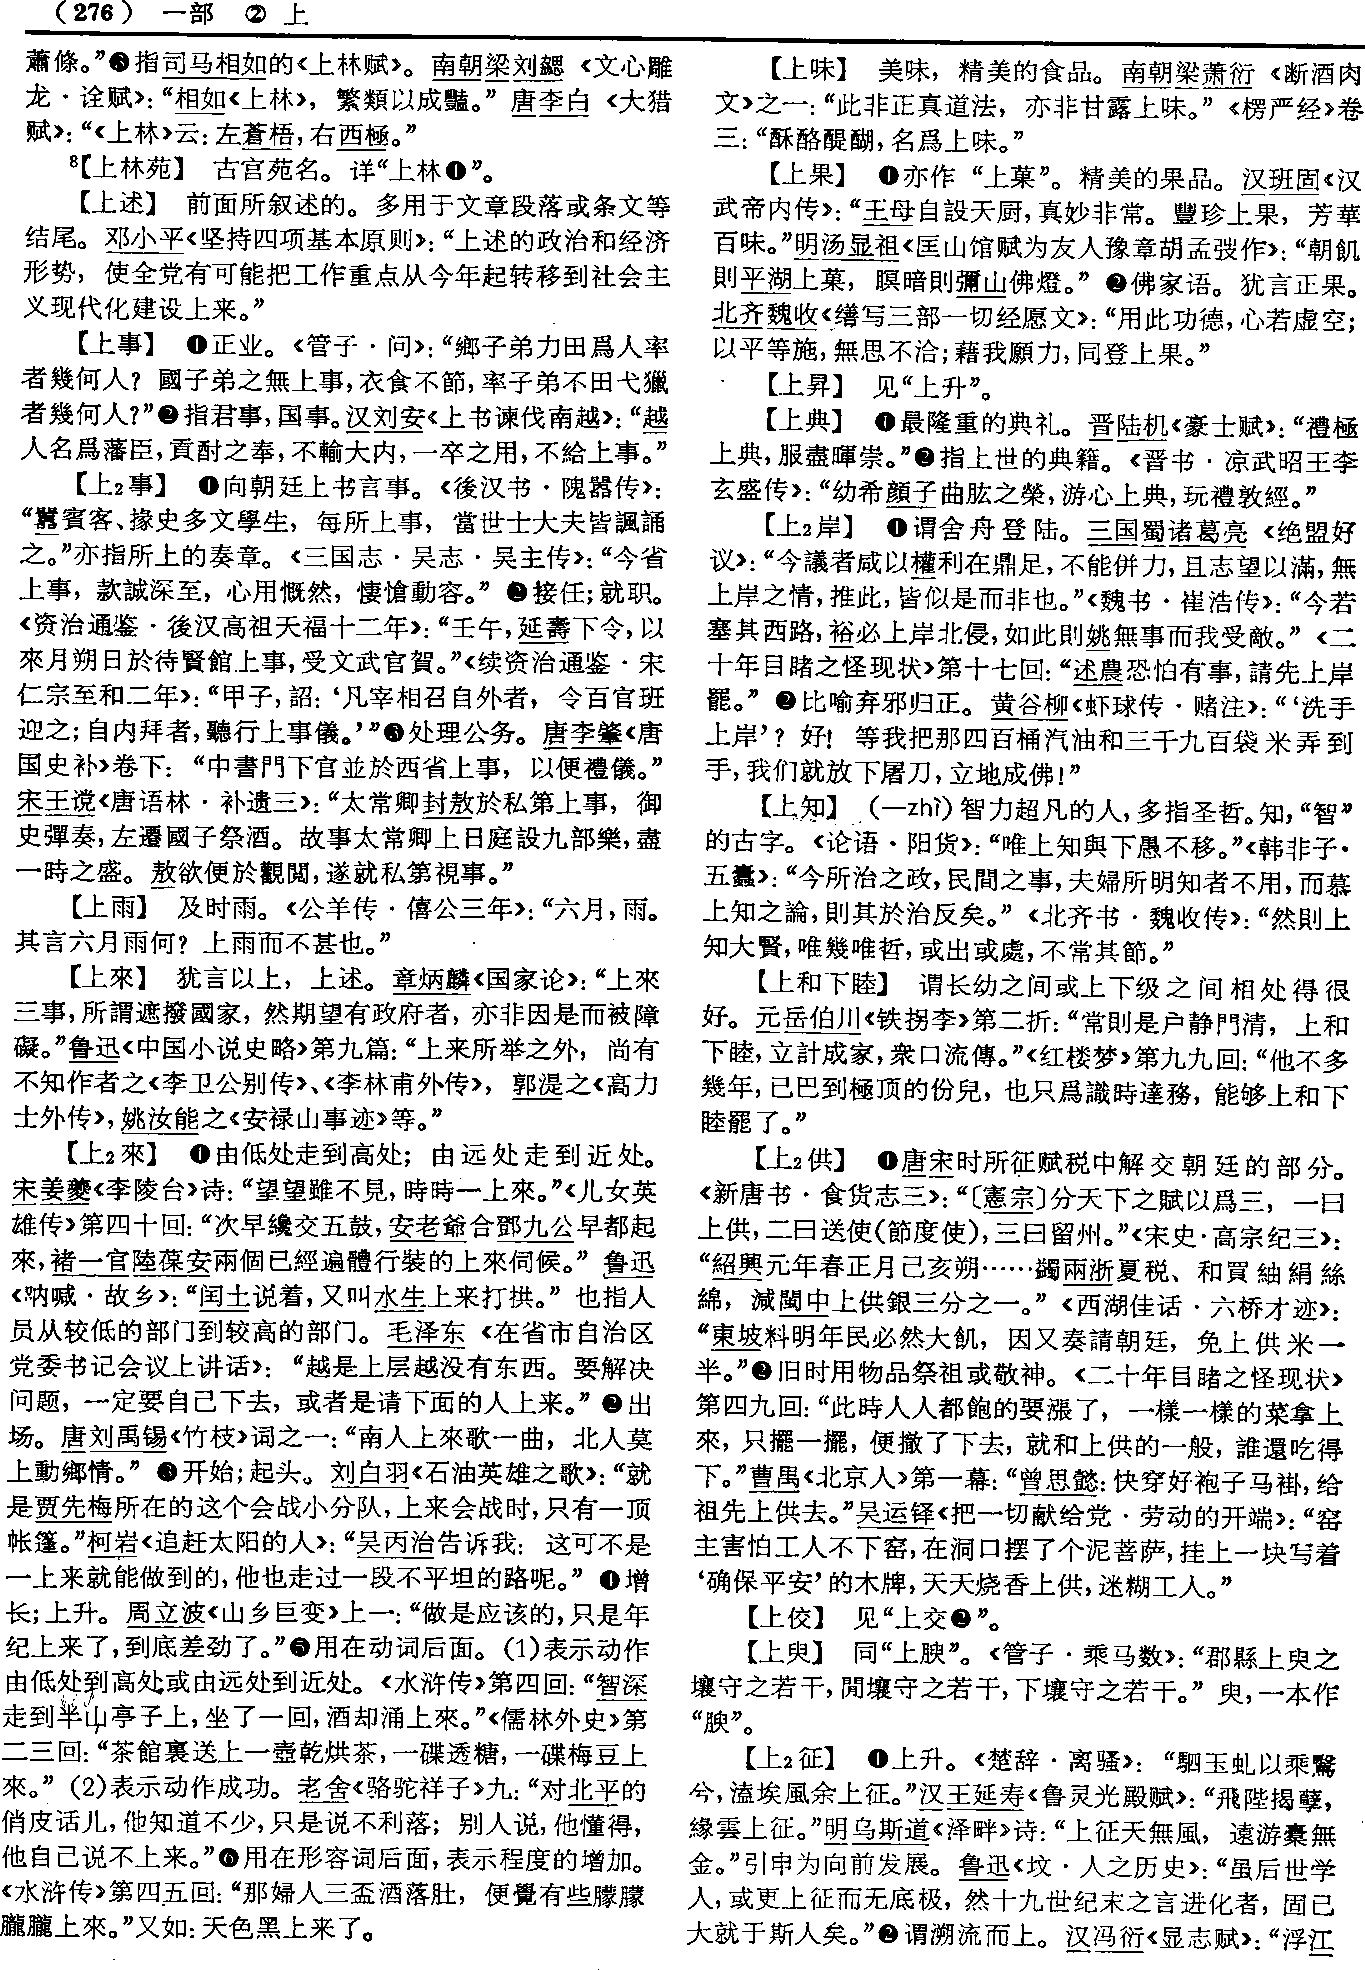 （276） 一部 ② 上
蕭條。”❸指司马相如的《上林赋》。南朝梁刘勰《文心雕
龙·诠赋》：“相如《上林》，繁類以成豔。”唐李白《大猎
赋》：“《上林》云：左蒼梧，右西極。”
⁸【上林苑】 古宫苑名。详“上林❶”。
【上述】 前面所叙述的。多用于文章段落或条文等
结尾。邓小平《坚持四项基本原则》：“上述的政治和经济
形势，使全党有可能把工作重点从今年起转移到社会主
义现代化建设上来。”
【上事】 ❶正业。《管子·问》：“鄉子弟力田爲人率
者幾何人？國子弟之無上事，衣食不節，率子弟不田弋獵
者幾何人？”❷指君事，国事。汉刘安《上书谏伐南越》：“越
人名爲藩臣，貢酎之奉，不輸大内，一卒之用，不給上事。”
【上₂事】 ❶向朝廷上书言事。《後汉书·隗嚣传》：
“囂賓客、掾史多文學生，每所上事，當世士大夫皆諷誦
之。”亦指所上的奏章。《三国志·吴志·吴主传》：“今省
上事，款誠深至，心用慨然，悽愴動容。”❷接任；就职。
《资治通鉴·後汉高祖天福十二年》：“壬午，延壽下令，以
來月朔日於待賢館上事，受文武官賀。”《续资治通鉴·宋
仁宗至和二年》：“甲子，詔：‘凡宰相召自外者，令百官班
迎之；自内拜者，聽行上事儀。’”❸处理公务。唐李肇《唐
国史补》卷下：“中書門下官並於西省上事，以便禮儀。”
宋王谠《唐语林·补遗三》：“太常卿封敖於私第上事，御
史彈奏，左遷國子祭酒。故事太常卿上日庭設九部樂，盡
一時之盛。敖欲便於觀閲，遂就私第視事。”
【上雨】 及时雨。《公羊传·僖公三年》：“六月，雨。
其言六月雨何？上雨而不甚也。”
【上來】 犹言以上，上述。章炳麟《国家论》：“上來
三事，所謂遮撥國家，然期望有政府者，亦非因是而被障
礙。”鲁迅《中国小说史略》第九篇：“上来所举之外，尚有
不知作者之《李卫公别传》、《李林甫外传》，郭湜之《高力
士外传》，姚汝能之《安禄山事迹》等。”
【上₂來】 ❶由低处走到高处；由远处走到近处。
宋姜夔《李陵台》诗：“望望雖不見，時時一上來。”《儿女英
雄传》第四十回：“次早纔交五鼓，安老爺合鄧九公早都起
來，褚一官陸葆安兩個已經遍體行裝的上來伺候。”鲁迅
《呐喊·故乡》：“闰土说着，又叫水生上来打拱。”也指人
员从较低的部门到较高的部门。毛泽东《在省市自治区
党委书记会议上讲话》：“越是上层越没有东西。要解决
问题，一定要自己下去，或者是请下面的人上来。”❷出
场。唐刘禹锡《竹枝》词之一：“南人上來歌一曲，北人莫
上動鄉情。”❸开始；起头。刘白羽《石油英雄之歌》：“就
是贾先梅所在的这个会战小分队，上来会战时，只有一顶
帐篷。”柯岩《追赶太阳的人》：“吴丙治告诉我：这可不是
一上来就能做到的，他也走过一段不平坦的路呢。”❹增
长；上升。周立波《山乡巨变》上一：“做是应该的，只是年
纪上来了，到底差劲了。”❺用在动词后面。(1)表示动作
由低处到高处或由远处到近处。《水浒传》第四回：“智深
走到半山亭子上，坐了一回，酒却涌上來。”《儒林外史》第
二三回：“茶館裏送上一壺乾烘茶，一碟透糖，一碟梅豆上
來。”(2)表示动作成功。老舍《骆驼祥子》九：“对北平的
俏皮话儿，他知道不少，只是说不利落；别人说，他懂得，
他自己说不上来。”❻用在形容词后面，表示程度的增加。
《水浒传》第四五回：“那婦人三盃酒落肚，便覺有些朦朦
朧朧上來。”又如：天色黑上来了。
【上味】 美味，精美的食品。南朝梁萧衍《断酒肉
文》之一：“此非正真道法，亦非甘露上味。”《楞严经》卷
三：“酥酪醍醐，名爲上味。”
【上果】 ❶亦作“上菓”。精美的果品。汉班固《汉
武帝内传》：“王母自設天厨，真妙非常。豐珍上果，芳華
百味。”明汤显祖《匡山馆赋为友人豫章胡孟弢作》：“朝飢
則平湖上菓，暝暗則彌山佛燈。”❷佛家语。犹言正果。
北齐魏收《缮写三部一切经愿文》：“用此功德，心若虚空；
以平等施，無思不洽；藉我願力，同登上果。”
【上昇】 见“上升”。
【上典】 ❶最隆重的典礼。晋陆机《豪士赋》：“禮極
上典，服盡暉崇。”❷指上世的典籍。《晋书·凉武昭王李
玄盛传》：“幼希顔子曲肱之榮，游心上典，玩禮敦經。”
【上₂岸】 ❶谓舍舟登陆。三国蜀诸葛亮《绝盟好
议》：“今議者咸以權利在鼎足，不能併力，且志望以滿，無
上岸之情，推此，皆似是而非也。”《魏书·崔浩传》：“今若
塞其西路，裕必上岸北侵，如此則姚無事而我受敵。”《二
十年目睹之怪现状》第十七回：“述農恐怕有事，請先上岸
罷。”❷比喻弃邪归正。黄谷柳《虾球传·赌注》：“‘洗手
上岸’？好！等我把那四百桶汽油和三千九百袋米弄到
手，我们就放下屠刀，立地成佛！”
【上知】 （—zhì）智力超凡的人，多指圣哲。知，“智”
的古字。《论语·阳货》：“唯上知與下愚不移。”《韩非子·
五蠹》：“今所治之政，民間之事，夫婦所明知者不用，而慕
上知之論，則其於治反矣。”《北齐书·魏收传》：“然則上
知大賢，唯幾唯哲，或出或處，不常其節。”
【上和下睦】 谓长幼之间或上下级之间相处得很
好。元岳伯川《铁拐李》第二折：“常則是户静門清，上和
下睦，立計成家，衆口流傳。”《红楼梦》第九九回：“他不多
幾年，已巴到極頂的份兒，也只爲識時達務，能够上和下
睦罷了。”
【上₂供】 ❶唐宋时所征赋税中解交朝廷的部分。
《新唐书·食货志三》：“〔憲宗〕分天下之賦以爲三，一曰
上供，二曰送使（節度使），三曰留州。”《宋史·高宗纪三》：
“紹興元年春正月己亥朔……蠲兩浙夏税、和買紬絹絲
綿，減閩中上供銀三分之一。”《西湖佳话·六桥才迹》：
“東坡料明年民必然大飢，因又奏請朝廷，免上供米一
半。”❷旧时用物品祭祖或敬神。《二十年目睹之怪现状》
第四九回：“此時人人都飽的要漲了，一樣一樣的菜拿上
來，只擺一擺，便撤了下去，就和上供的一般，誰還吃得
下。”曹禺《北京人》第一幕：“曾思懿：快穿好袍子马褂，给
祖先上供去。”吴运铎《把一切献给党·劳动的开端》：“窑
主害怕工人不下窑，在洞口摆了个泥菩萨，挂上一块写着
‘确保平安’的木牌，天天烧香上供，迷糊工人。”
【上佼】 见“上交❷”。
【上臾】 同“上腴”。《管子·乘马数》：“郡縣上臾之
壤守之若干，閒壤守之若干，下壤守之若干。”臾，一本作
“腴”。
【上₂征】 ❶上升。《楚辞·离骚》：“駟玉虬以乘鷖
兮，溘埃風余上征。”汉王延寿《鲁灵光殿赋》：“飛陛揭孽，
緣雲上征。”明乌斯道《泽畔》诗：“上征天無風，遠游橐無
金。”引申为向前发展。鲁迅《坟·人之历史》：“虽后世学
人，或更上征而无底极，然十九世纪末之言进化者，固已
大就于斯人矣。”❷谓溯流而上。汉冯衍《显志赋》：“浮江